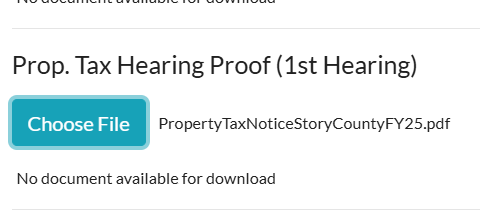 No document available for download
Prop. Tax Hearing Proof (1st Hearing)
Choose File PropertyTaxNoticeStoryCountyFY25.pdf
No document available for download